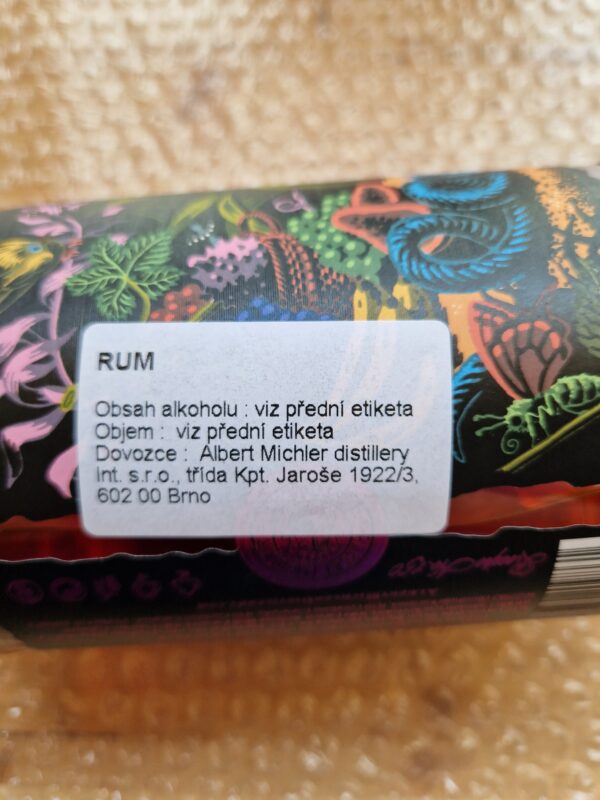 RUM
Obsah alkoholu : viz přední etiketa
Objem : viz přední etiketa
Dovozce : Albert Michler distillery
Int. s.r.o., třída Kpt. Jaroše 1922/3,
602 00 Brno